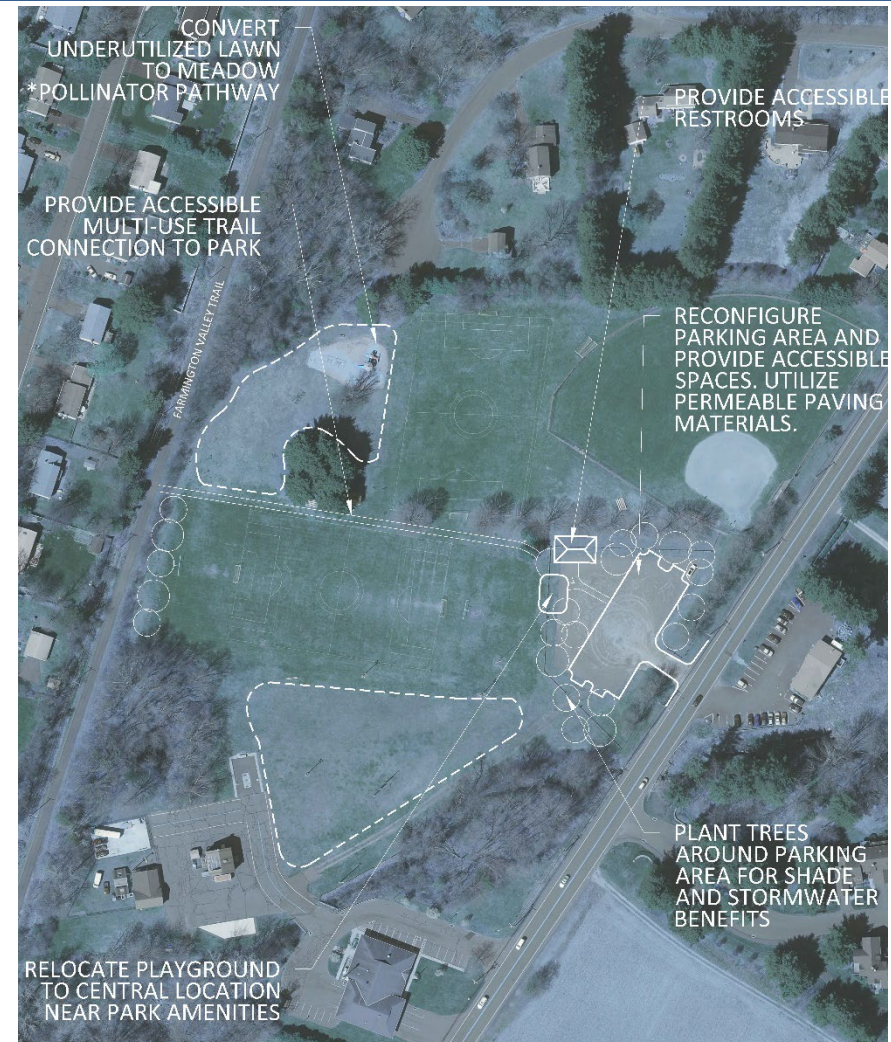 CONVERT
UNDERUTILIZED LAWN
TO MEADOW
*POLLINATOR PATHWAY
PROVIDE ACCESSIBLE
RESTROOMS
PROVIDE ACCESSIBLE
MULTI-USE TRAIL
CONNECTION TO PARK
FARMINGTON VALLEY TRAIL
RECONFIGURE
PARKING AREA AND
PROVIDE ACCESSIBLE
SPACES. UTILIZE
PERMEABLE PAVING
MATERIALS.
PLANT TREES
AROUND PARKING
AREA FOR SHADE
AND STORMWATER
BENEFITS
RELOCATE PLAYGROUND
TO CENTRAL LOCATION
NEAR PARK AMENITIES